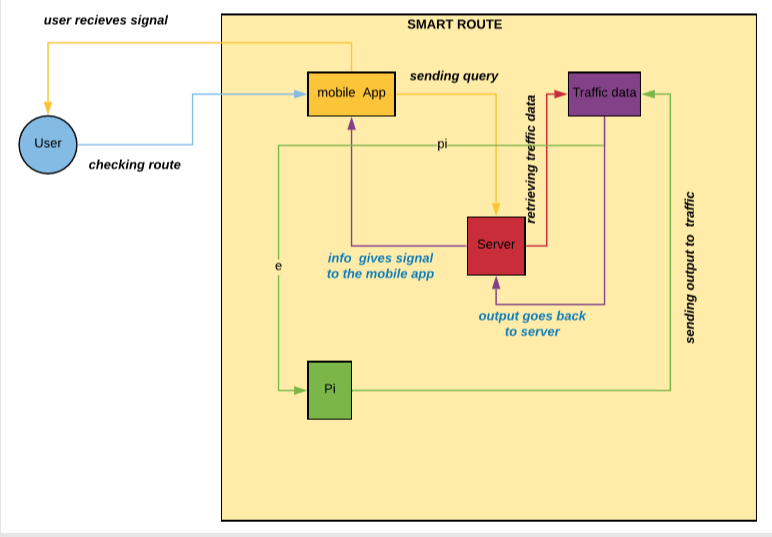 user recieves signal
SMART ROUTE
sending query
mobile App
Traffic data
User
checking route
pi
retrieving treffic data
Server
info gives signal
to the mobile app
e
output goes back
to server
sending output to traffic
Pi